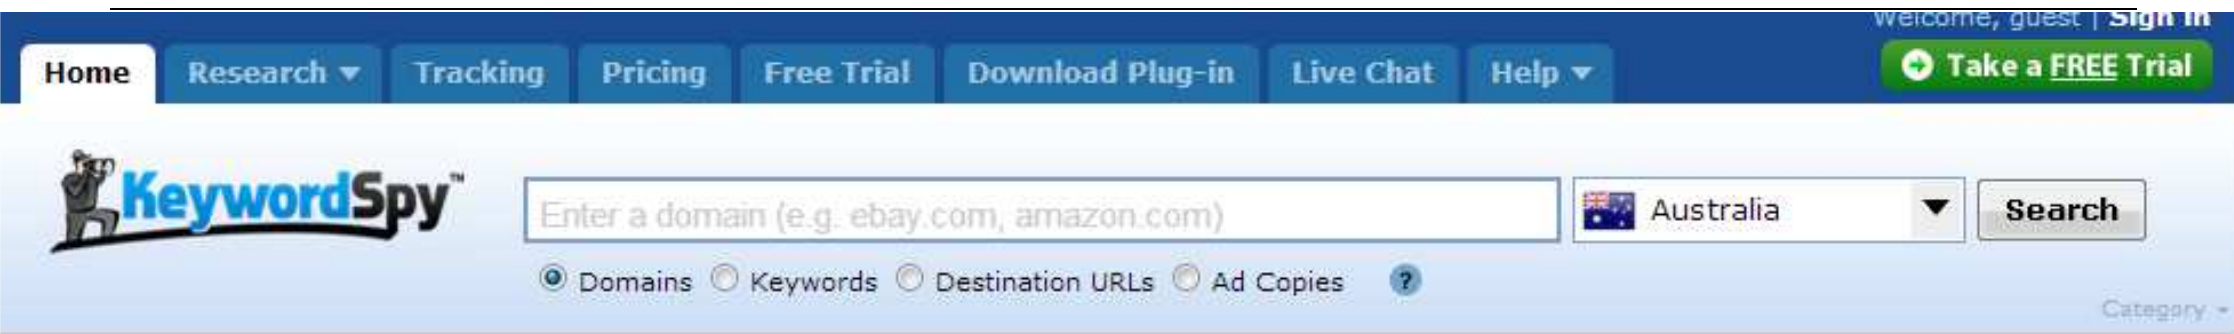 Welcome, guest | Sign In
Home Research Tracking Pricing Free Trial Download Plug-in Live Chat Help Take a FREE Trial
KeywordSpy™ Enter a domain (e.g. ebay.com, amazon.com) Australia Search
Domains Keywords Destination URLs Ad Copies ?
Category